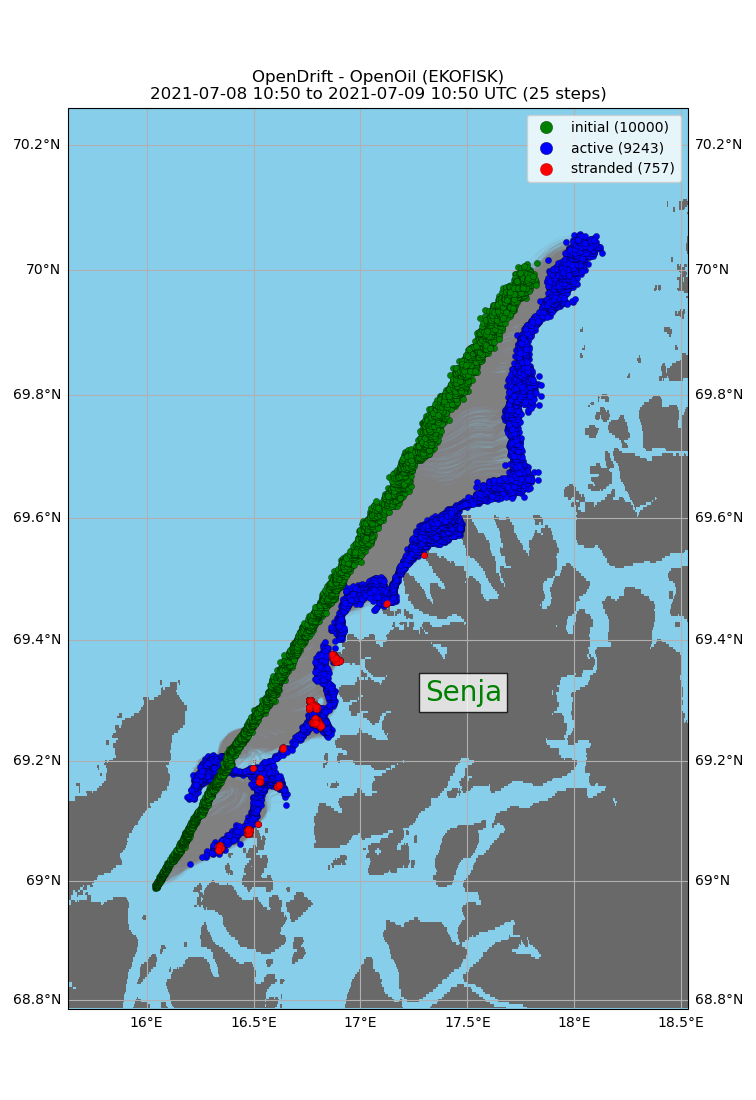 OpenDrift - OpenOil (EKOFISK)
2021-07-08 10:50 to 2021-07-09 10:50 UTC (25 steps)
initial (10000)
active (9243)
stranded (757)
70.2°N 70.2°N
70°N 70°N
69.8°N 69.8°N
69.6°N 69.6°N
69.4°N 69.4°N
Senja
69.2°N 69.2°N
69°N 69°N
68.8°N 68.8°N
16°E 16.5°E 17°E 17.5°E 18°E 18.5°E